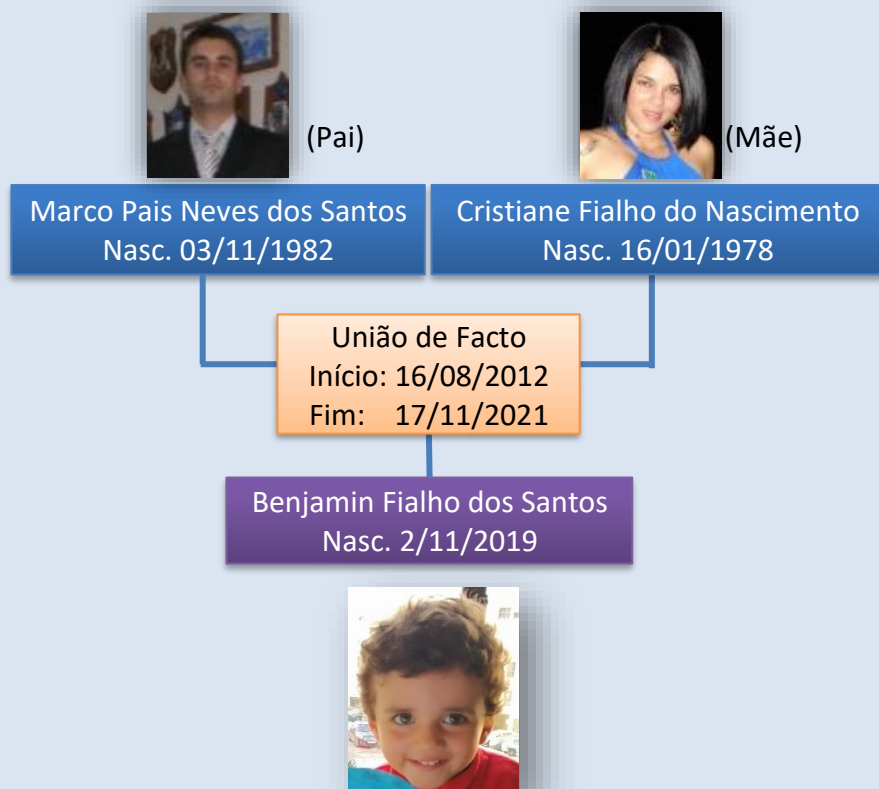 (Pai)
(Mãe)
Marco Pais Neves dos Santos
Nasc. 03/11/1982
Cristiane Fialho do Nascimento
Nasc. 16/01/1978
União de Facto
Início: 16/08/2012
Fim: 17/11/2021
Benjamin Fialho dos Santos
Nasc. 2/11/2019